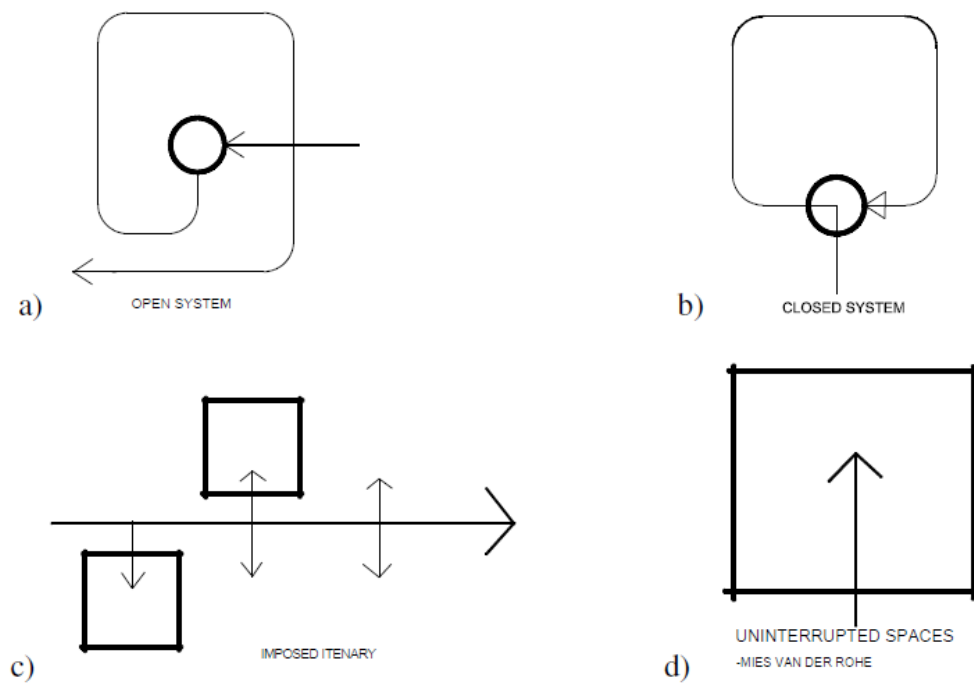 a)
OPEN SYSTEM
b)
CLOSED SYSTEM
c)
IMPOSED ITENARY
d)
UNINTERRUPTED SPACES
-MIES VAN DER ROHE